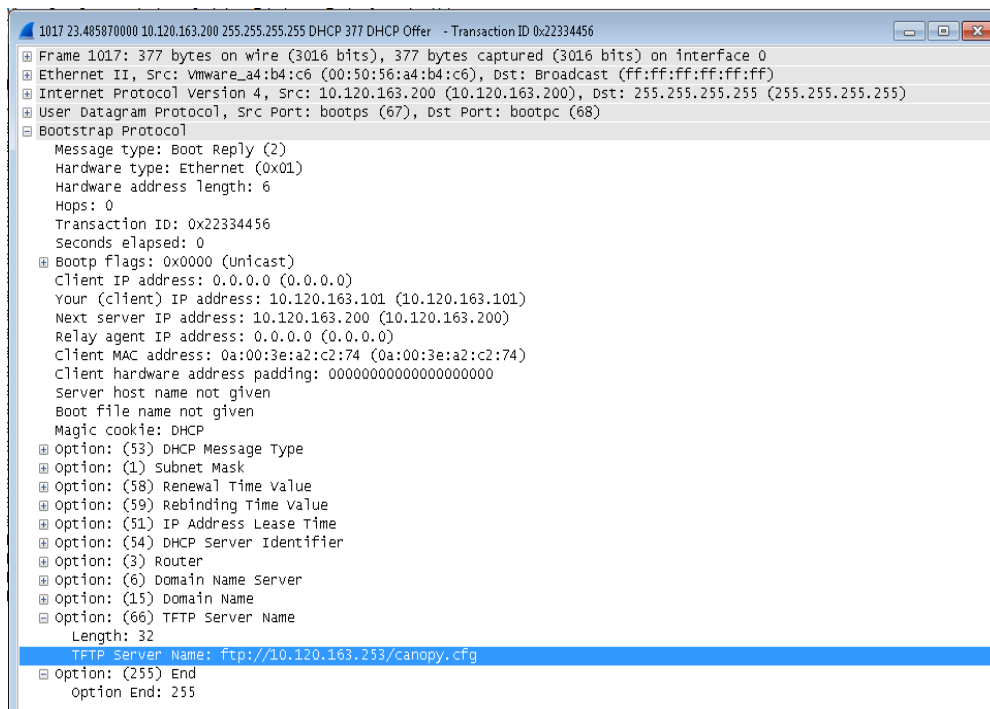 1017 23.485870000 10.120.163.200 255.255.255.255 DHCP 377 DHCP Offer - Transaction ID 0x22334456
Frame 1017: 377 bytes on wire (3016 bits), 377 bytes captured (3016 bits) on interface 0
Ethernet II, Src: Vmware_a4:b4:c6 (00:50:56:a4:b4:c6), Dst: Broadcast (ff:ff:ff:ff:ff:ff)
Internet Protocol Version 4, Src: 10.120.163.200 (10.120.163.200), Dst: 255.255.255.255 (255.255.255.255)
User Datagram Protocol, Src Port: bootps (67), Dst Port: bootpc (68)
Bootstrap Protocol
Message type: Boot Reply (2)
Hardware type: Ethernet (0x01)
Hardware address length: 6
Hops: 0
Transaction ID: 0x22334456
Seconds elapsed: 0
Bootp flags: 0x0000 (Unicast)
Client IP address: 0.0.0.0 (0.0.0.0)
Your (client) IP address: 10.120.163.101 (10.120.163.101)
Next server IP address: 10.120.163.200 (10.120.163.200)
Relay agent IP address: 0.0.0.0 (0.0.0.0)
Client MAC address: 0a:00:3e:a2:c2:74 (0a:00:3e:a2:c2:74)
Client hardware address padding: 00000000000000000000
Server host name not given
Boot file name not given
Magic cookie: DHCP
Option: (53) DHCP Message Type
Option: (1) Subnet Mask
Option: (58) Renewal Time Value
Option: (59) Rebinding Time Value
Option: (51) IP Address Lease Time
Option: (54) DHCP Server Identifier
Option: (3) Router
Option: (6) Domain Name Server
Option: (15) Domain Name
Option: (66) TFTP Server Name
Length: 32
TFTP Server Name: ftp://10.120.163.253/canopy.cfg
Option: (255) End
Option End: 255